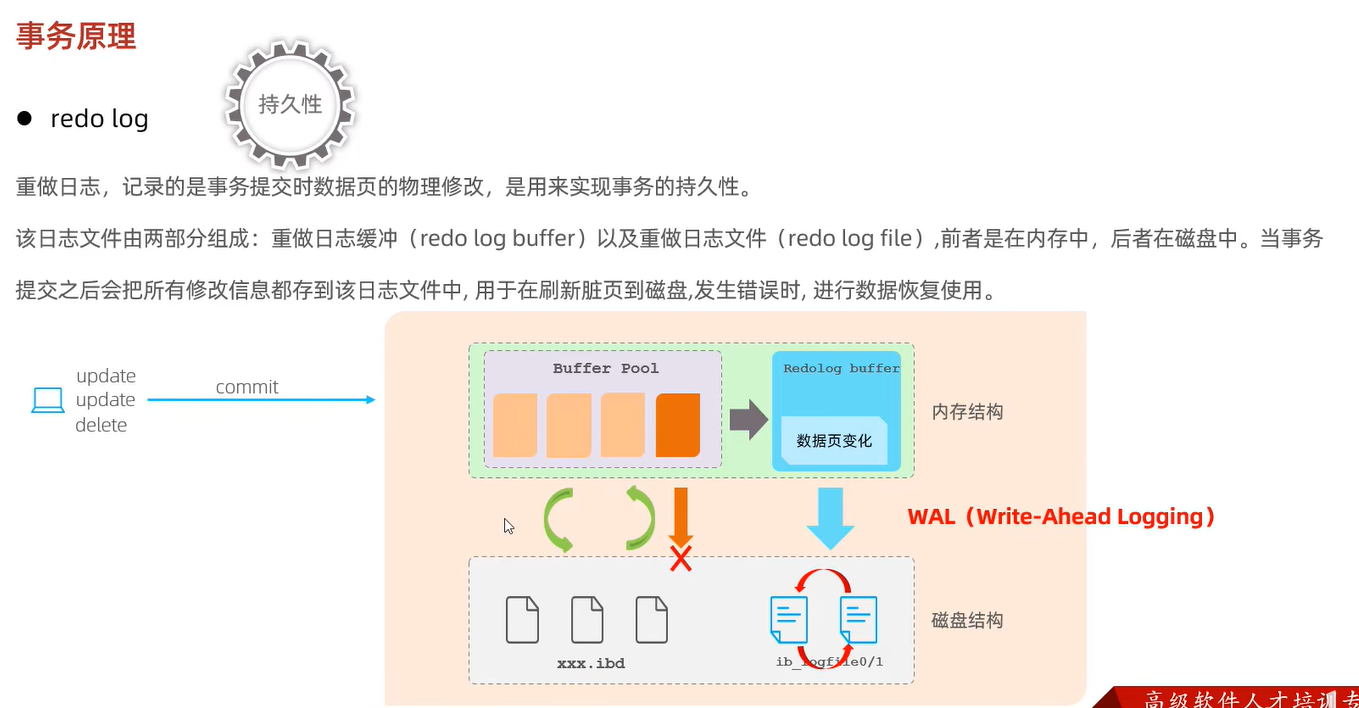 事务原理
持久性
redo log
重做日志，记录的是事务提交时数据页的物理修改，是用来实现事务的持久性。
该日志文件由两部分组成：重做日志缓冲（redo log buffer）以及重做日志文件（redo log file）,前者是在内存中，后者在磁盘中。当事务
提交之后会把所有修改信息都存到该日志文件中, 用于在刷新脏页到磁盘,发生错误时, 进行数据恢复使用。
update
update
delete
commit
Buffer Pool
Redolog buffer
数据页变化
内存结构
WAL（Write-Ahead Logging）
xxx.ibd
ib_logfile0/1
磁盘结构
高级软件人才培训专